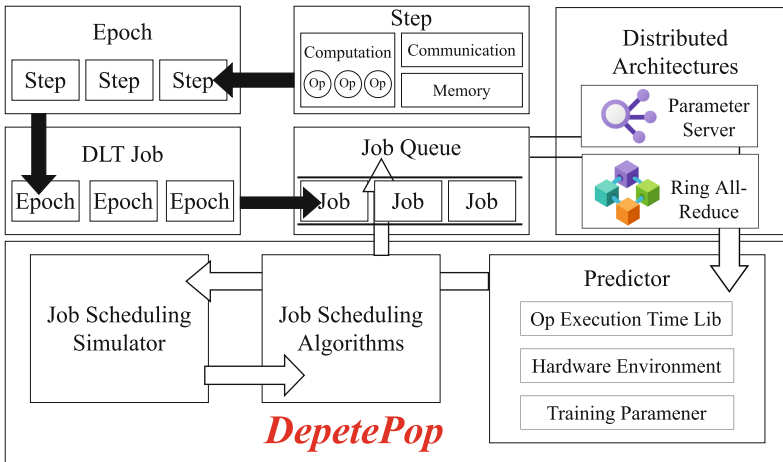 Epoch
Step Step Step
Step
Computation
Op Op Op
Communication
Memory
Distributed
Architectures
Parameter
Server
Ring All-
Reduce
DLT Job
Epoch Epoch Epoch
Job Queue
Job Job Job
Job Scheduling
Simulator
Job Scheduling
Algorithms
Predictor
Op Execution Time Lib
Hardware Environment
Training Paramener
DepetePop